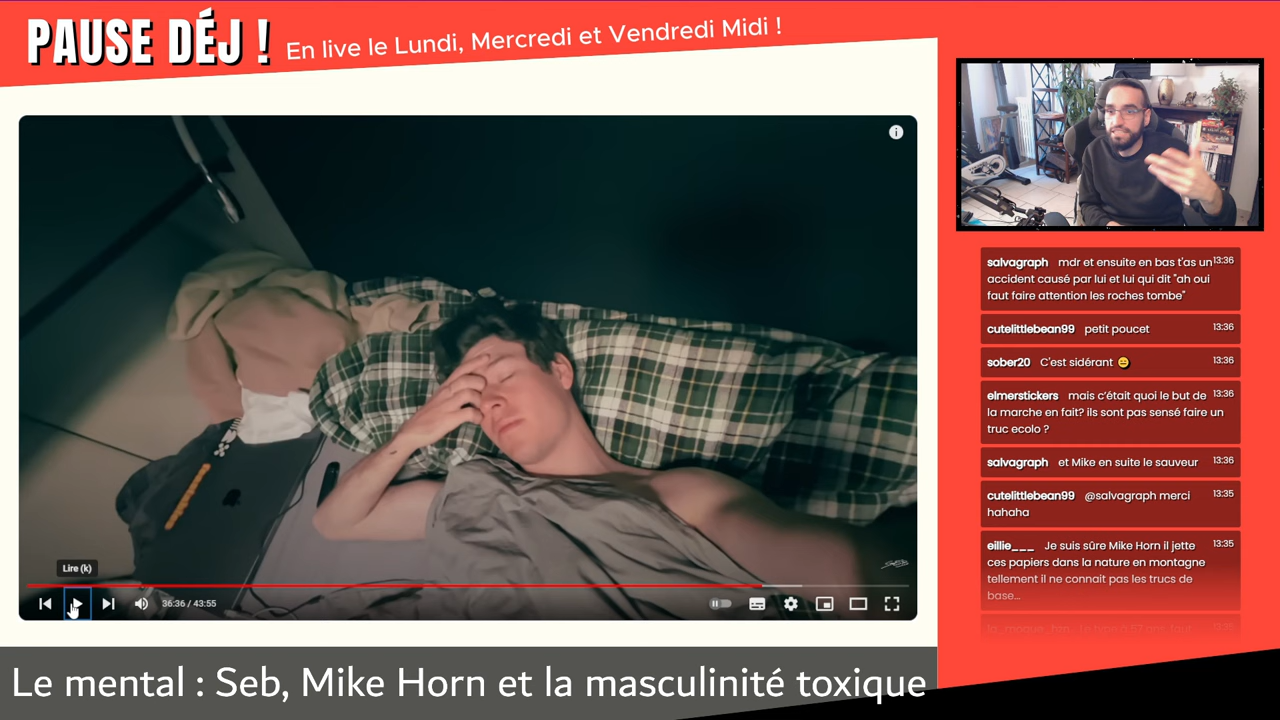 PAUSE DÉJ !
En live le Lundi, Mercredi et Vendredi Midi !
salvagraph mdr et ensuite en bas t'as un 13:36
accident causé par lui et lui qui dit "ah oui
faut faire attention les roches tombe"
cutelittlebean99 petit poucet 13:36
sober20 C'est sidérant 😑 13:36
elmerstickers mais c'était quoi le but de 13:36
la marche en fait? ils sont pas sensé faire un
truc ecolo ?
salvagraph et Mike en suite le sauveur 13:36
cutelittlebean99 @salvagraph merci 13:35
hahaha
eillie___ Je suis sûre Mike Horn il jette 13:35
ces papiers dans la nature en montagne
tellement il ne connait pas les trucs de
base...
Lire (k)
36:36 / 43:55
Le mental : Seb, Mike Horn et la masculinité toxique